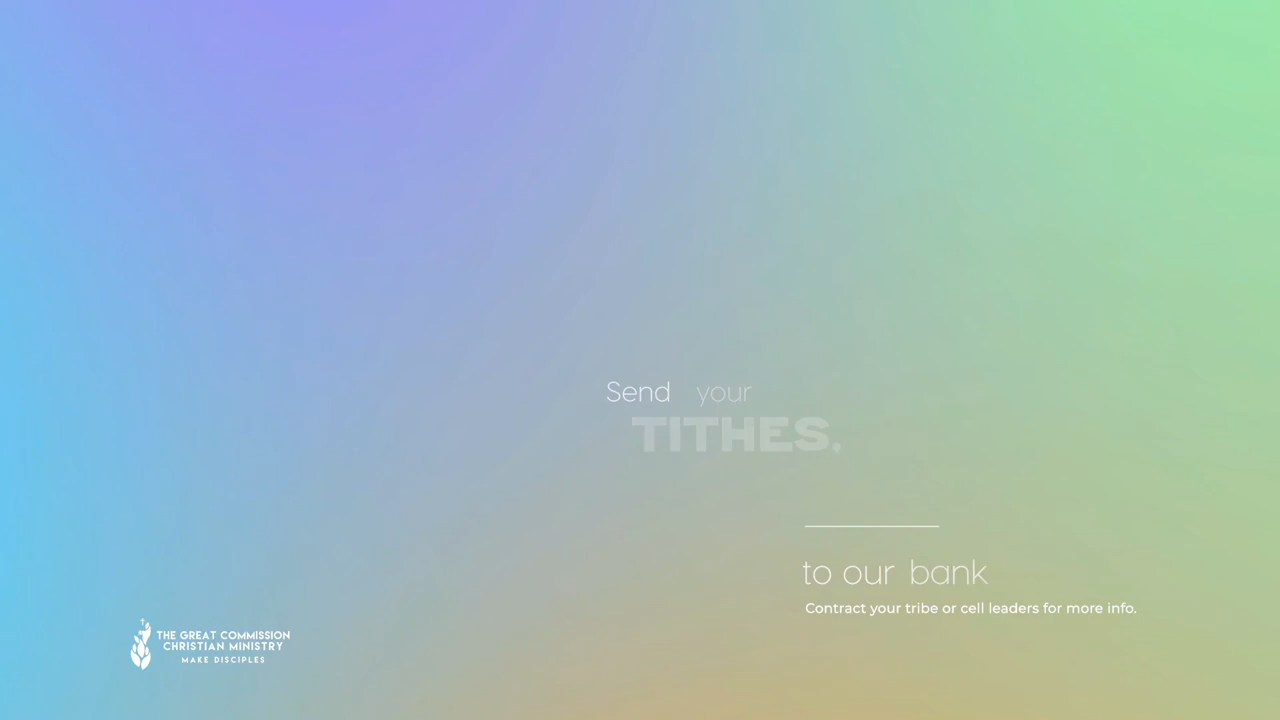 Send your
TITHES.
to our bank
Contract your tribe or cell leaders for more info.
THE GREAT COMMISSION
CHRISTIAN MINISTRY
MAKE DISCIPLES